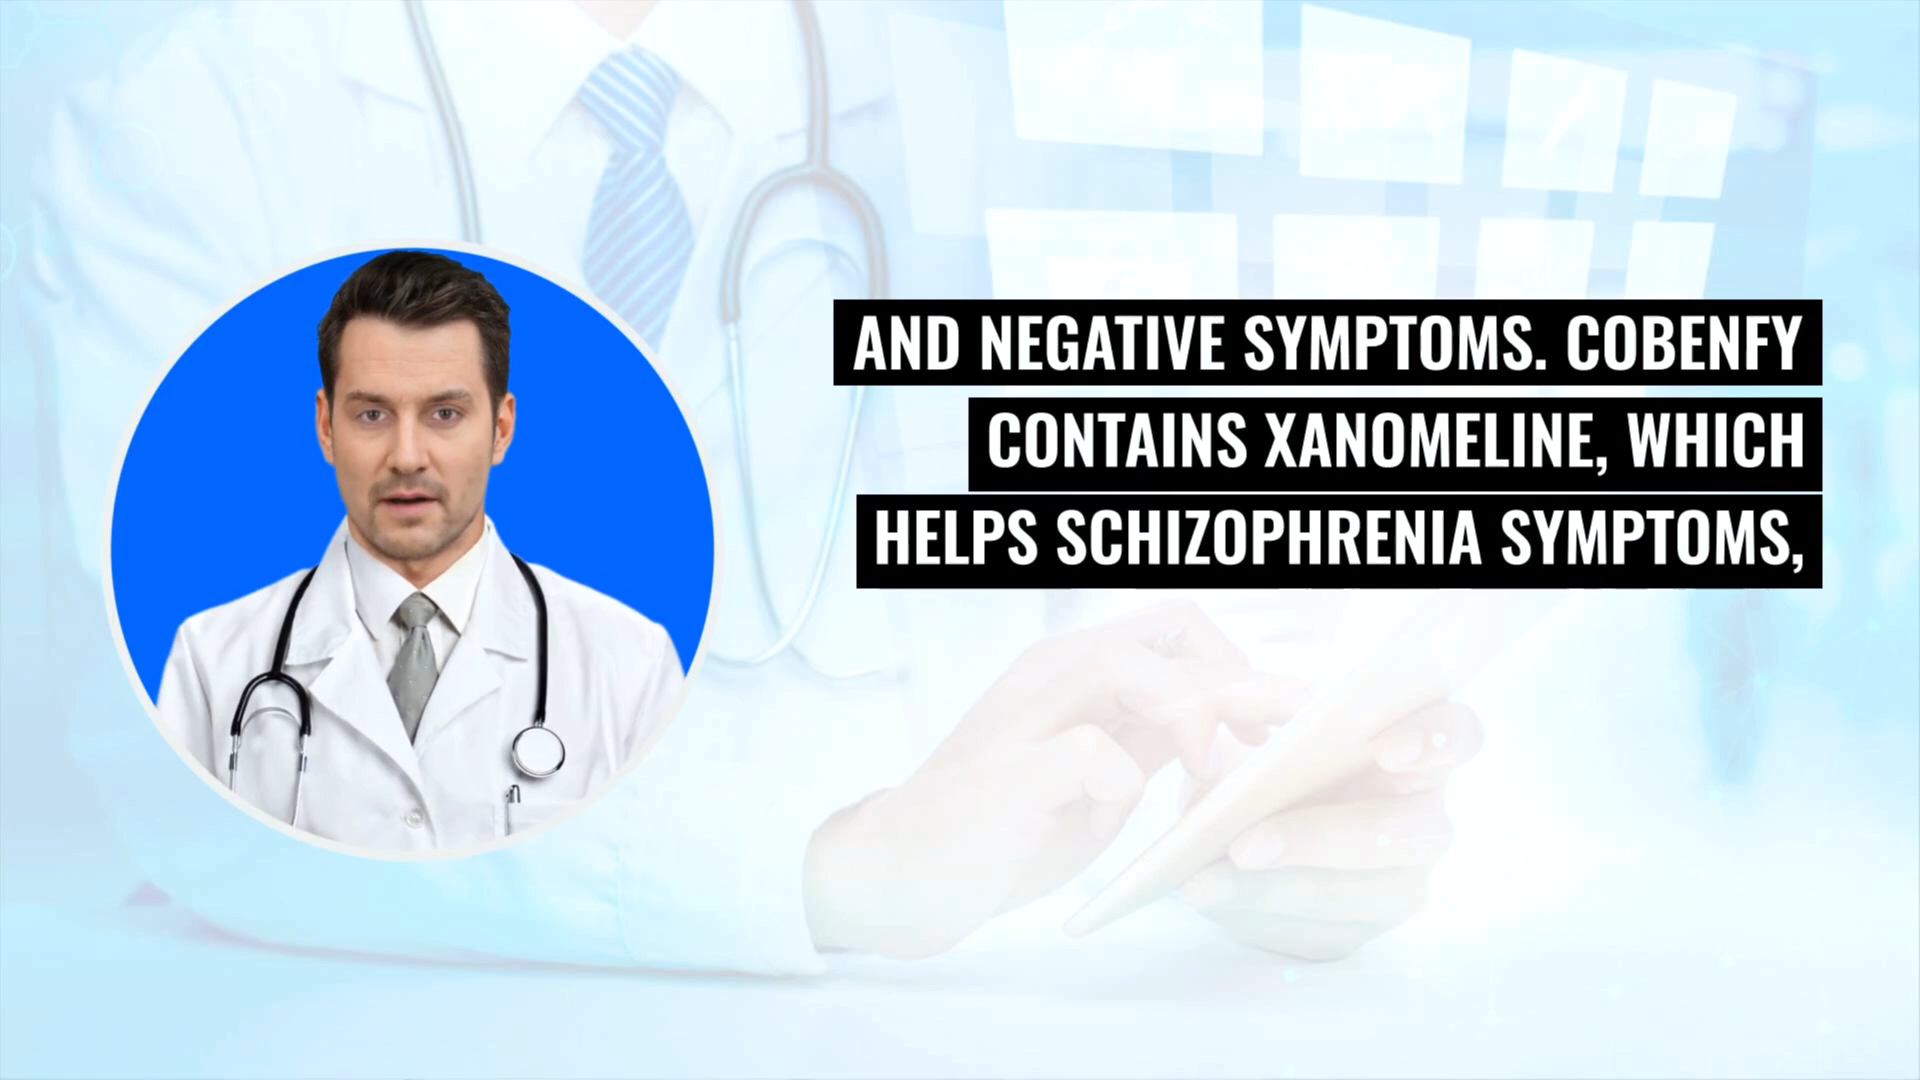 AND NEGATIVE SYMPTOMS. COBENFY
CONTAINS XANOMELINE, WHICH
HELPS SCHIZOPHRENIA SYMPTOMS,